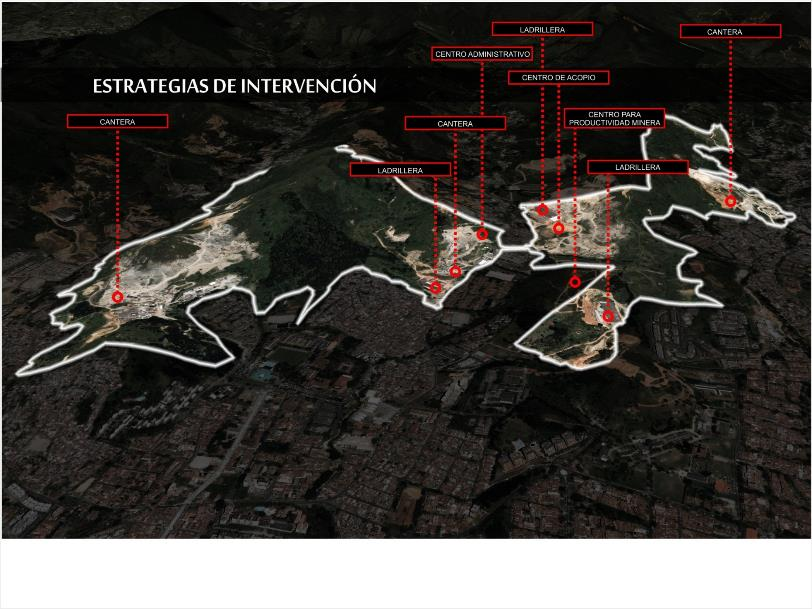 LADRILLERA
CANTERA
CENTRO ADMINISTRATIVO
CENTRO DE ACOPIO
ESTRATEGIAS DE INTERVENCIÓN
CANTERA
CANTERA
CENTRO PARA
PRODUCTIVIDAD MINERA
LADRILLERA
LADRILLERA